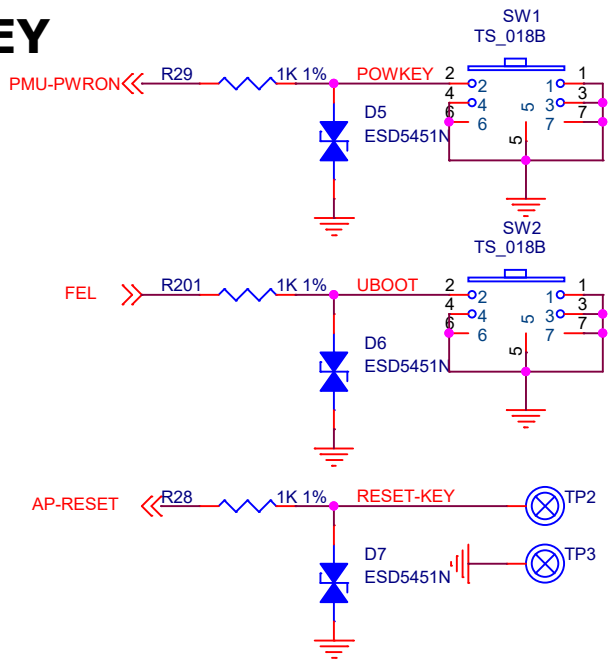 EY
SW1
TS_018B
PMU-PWRON R29 1K 1% POWKEY 2 2 1 1
4 4 3 3
6 6 5 7 7
5
D5
ESD5451N
SW2
TS_018B
FEL R201 1K 1% UBOOT 2 2 1 1
4 4 3 3
6 6 5 7 7
5
D6
ESD5451N
AP-RESET R28 1K 1% RESET-KEY TP2
D7
ESD5451N
TP3